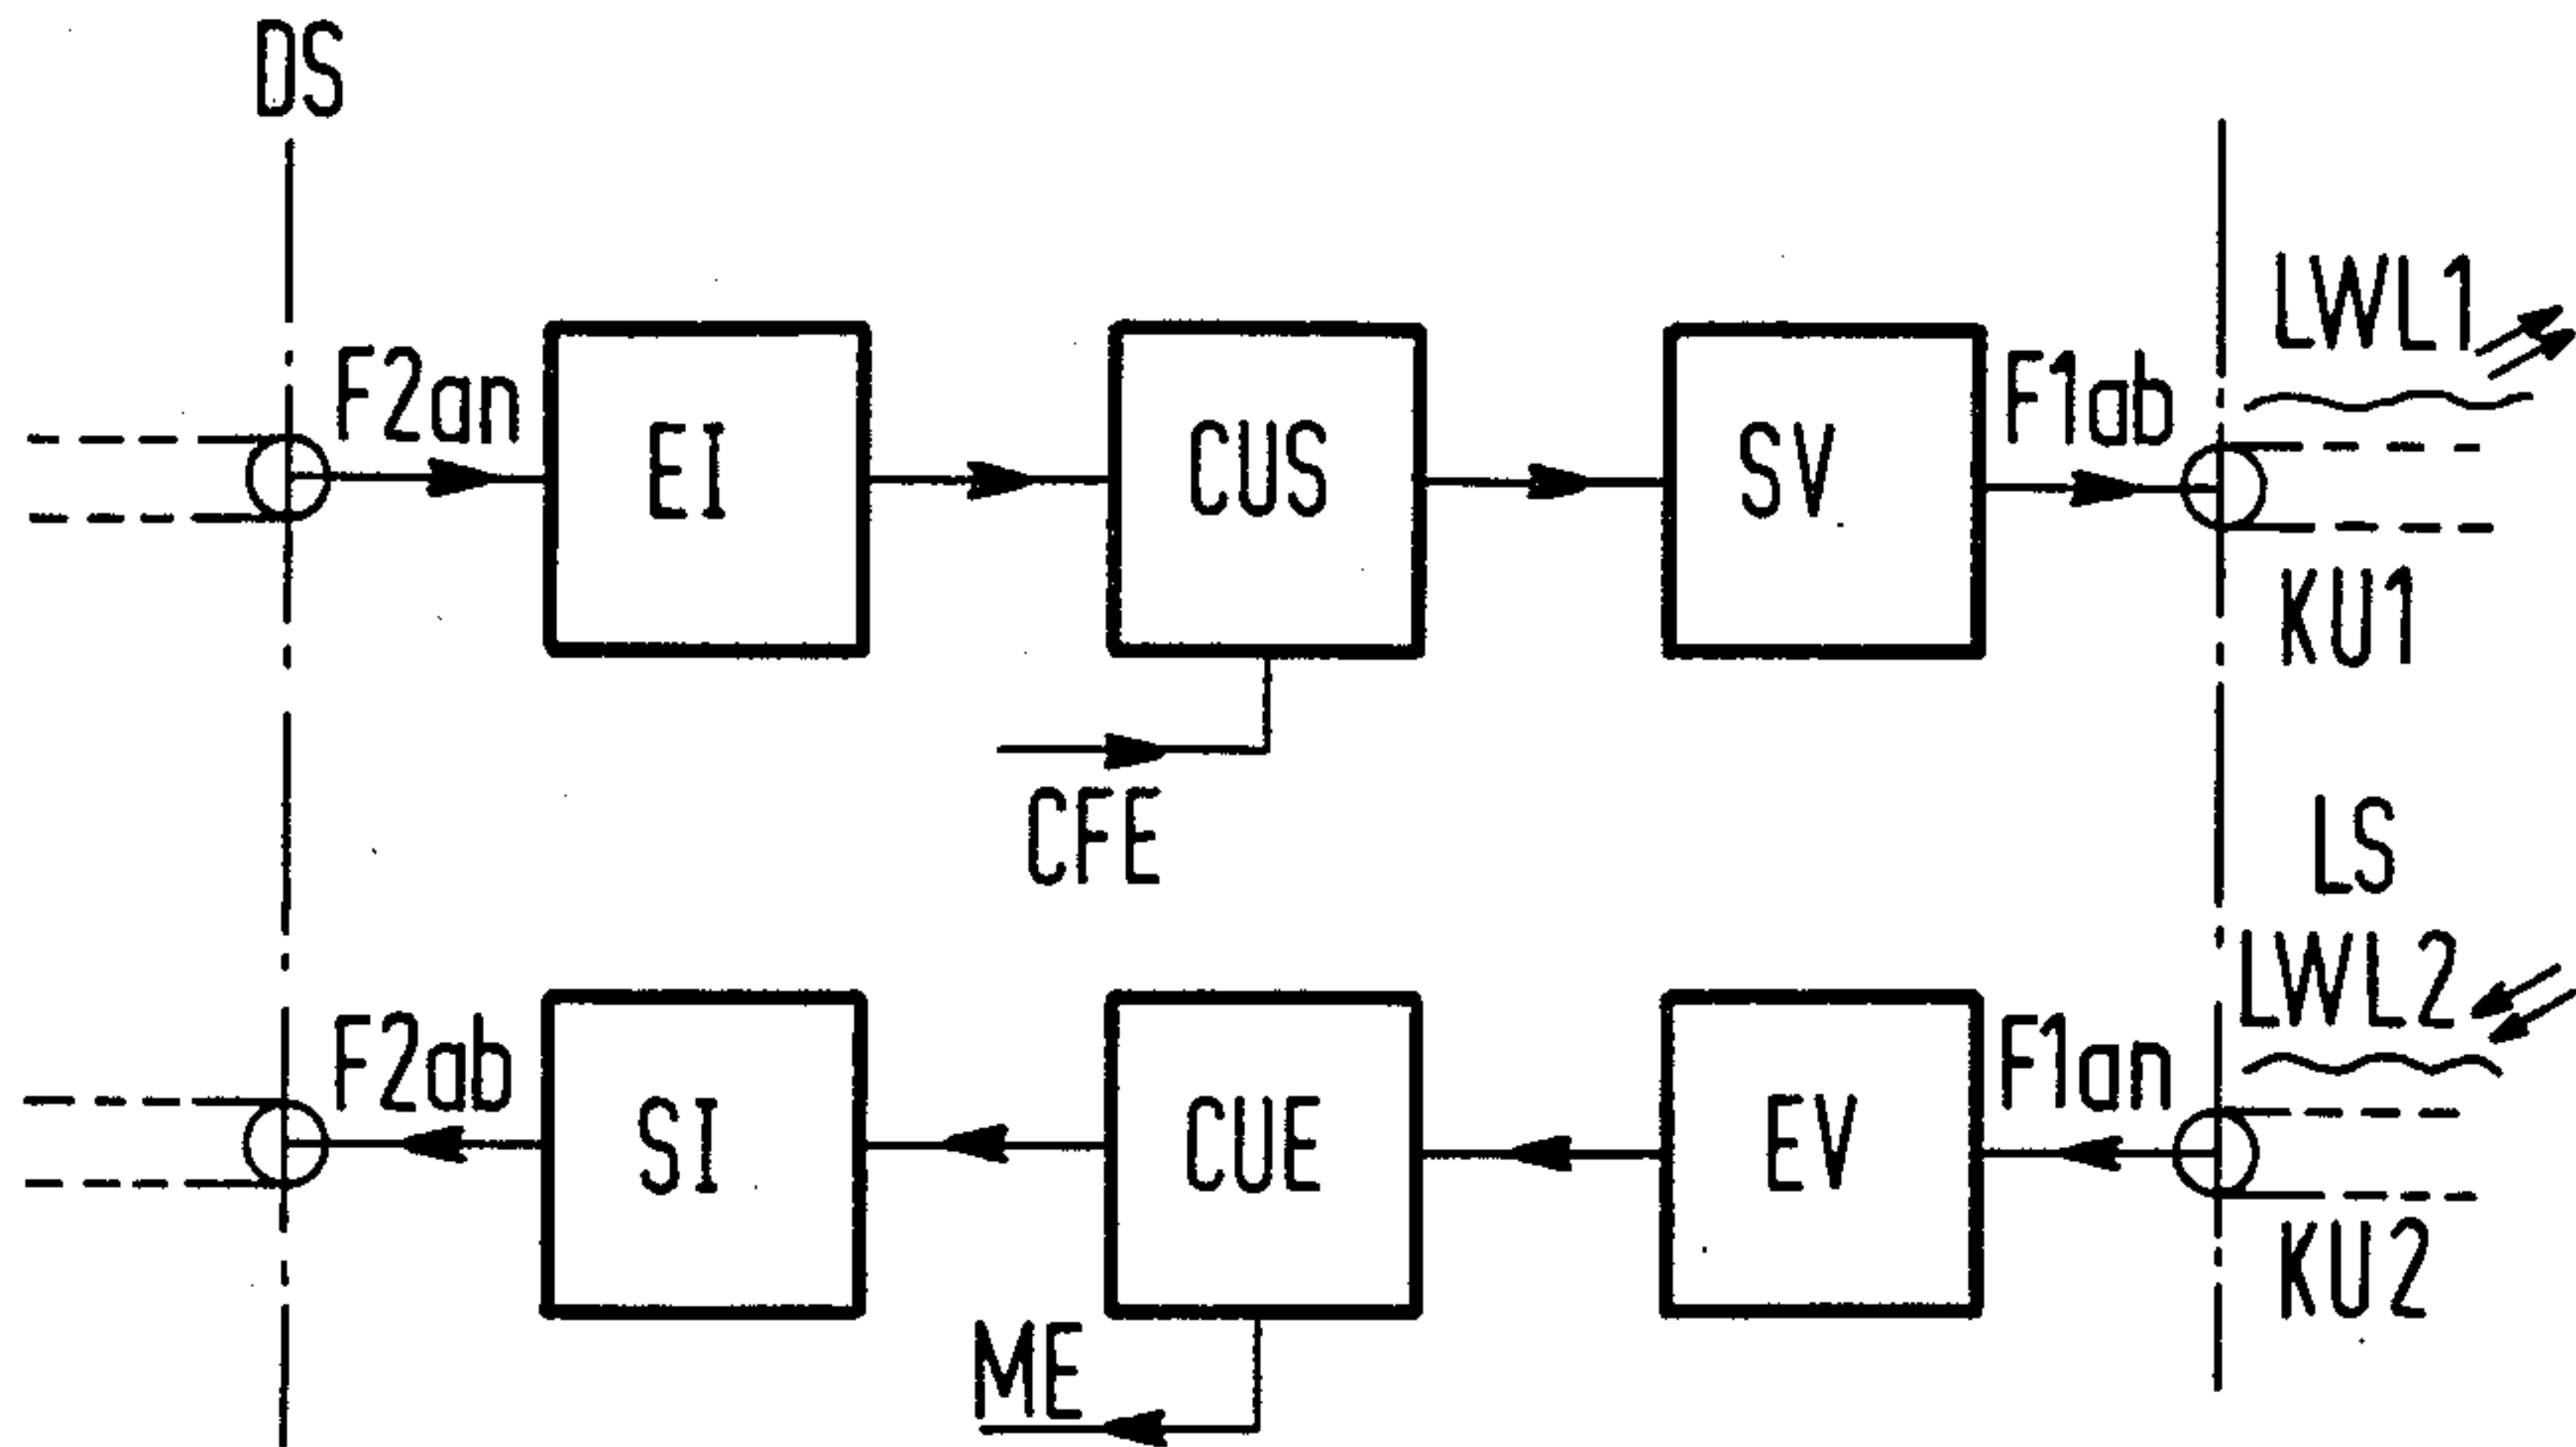 DS
LWL1
F2an
EI
CUS
SV
F1ab
KU1
CFE
LS
LWL2
F2ab
SI
CUE
EV
F1an
KU2
ME